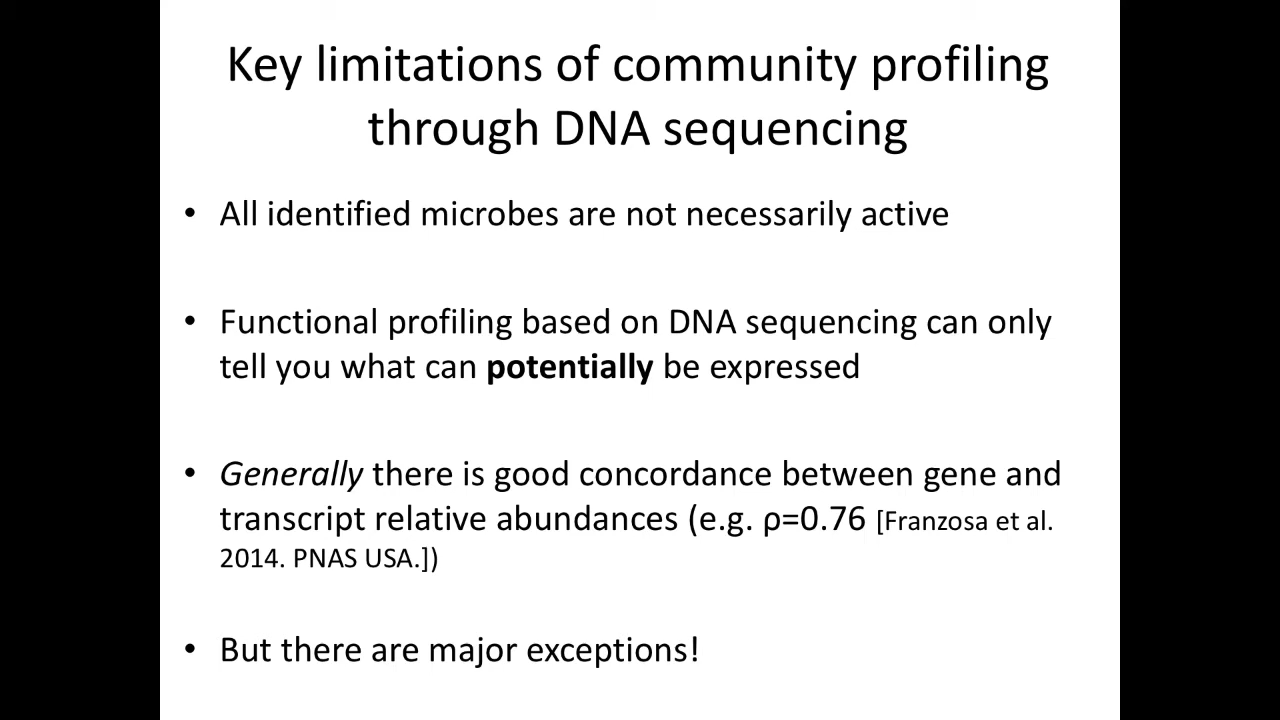 Key limitations of community profiling
through DNA sequencing
• All identified microbes are not necessarily active
• Functional profiling based on DNA sequencing can only
tell you what can potentially be expressed
• Generally there is good concordance between gene and
transcript relative abundances (e.g. ρ=0.76 [Franzosa et al.
2014. PNAS USA.])
• But there are major exceptions!